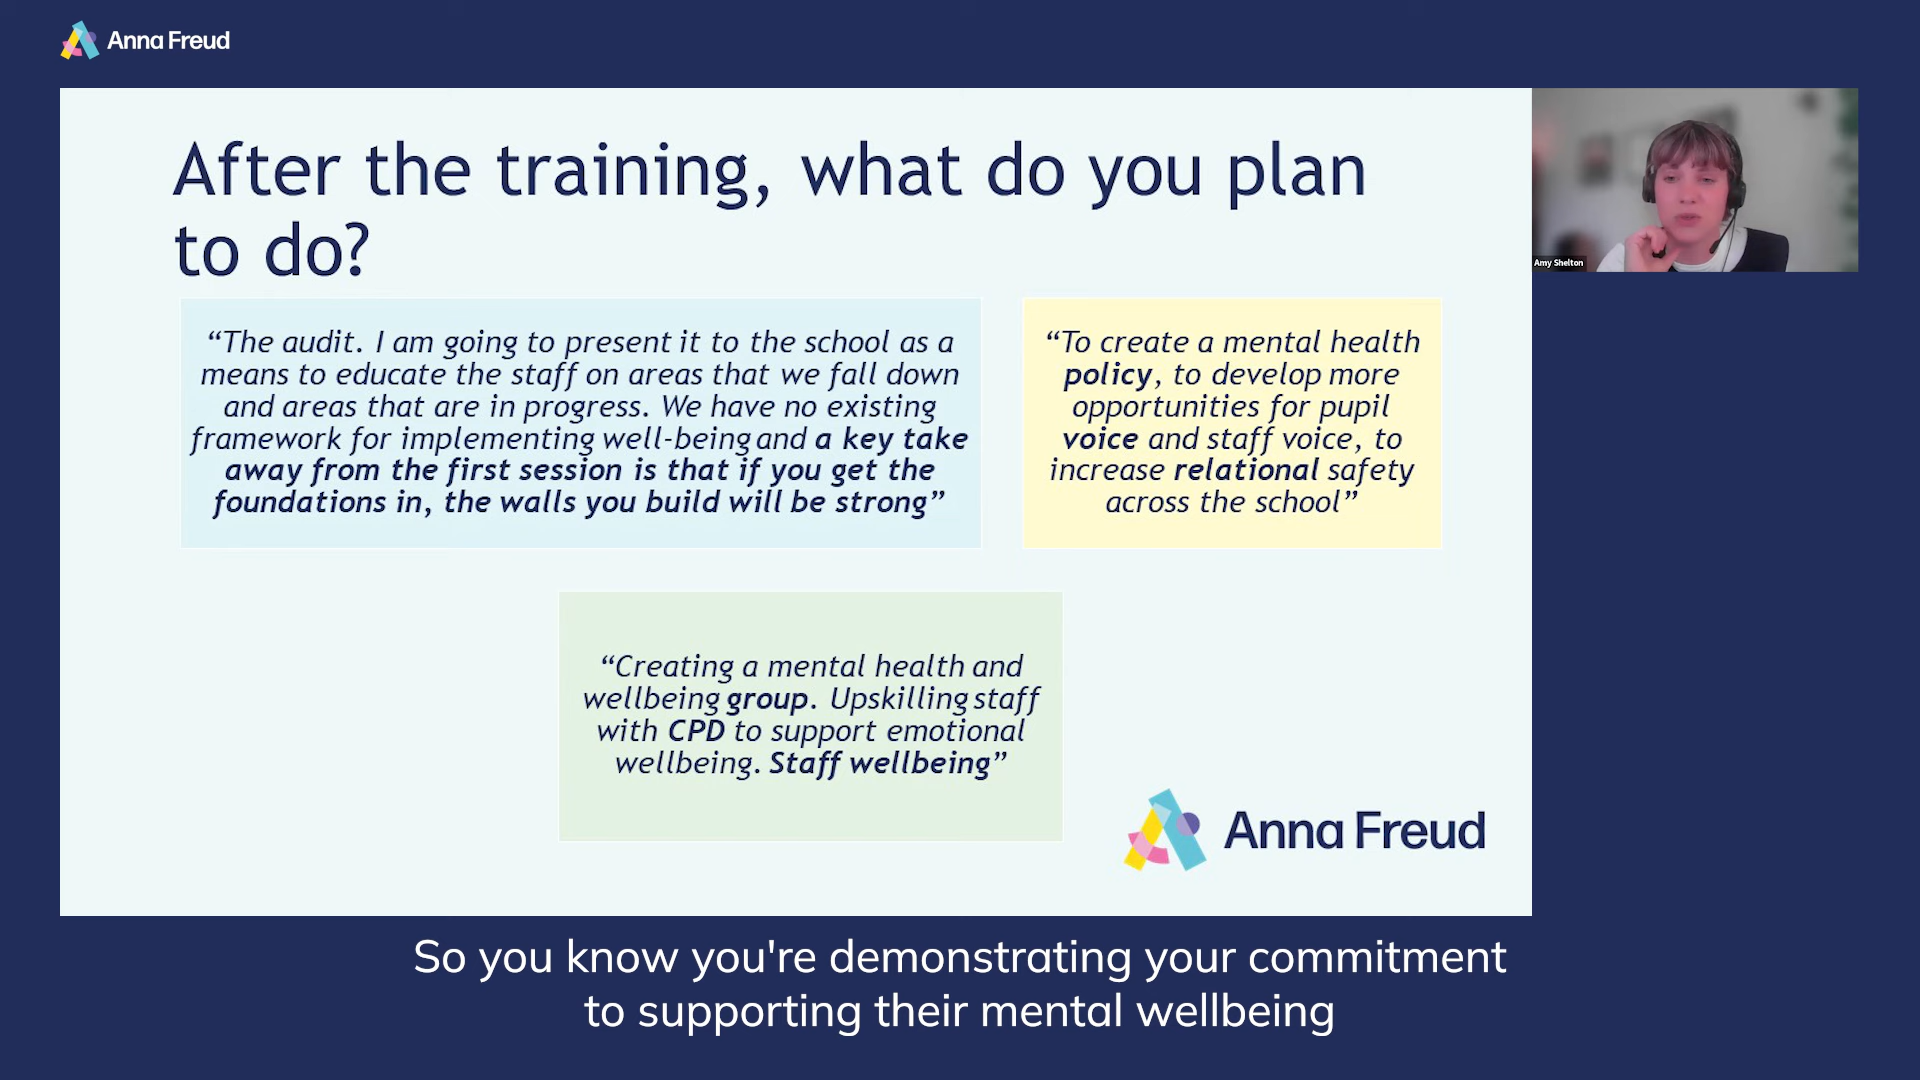 Anna Freud
After the training, what do you plan
to do?
“The audit. I am going to present it to the school as a
means to educate the staff on areas that we fall down
and areas that are in progress. We have no existing
framework for implementing well-being and a key take
away from the first session is that if you get the
foundations in, the walls you build will be strong”
“To create a mental health
policy, to develop more
opportunities for pupil
voice and staff voice, to
increase relational safety
across the school”
“Creating a mental health and
wellbeing group. Upskilling staff
with CPD to support emotional
wellbeing. Staff wellbeing”
Anna Freud
Amy Shelton
So you know you're demonstrating your commitment
to supporting their mental wellbeing